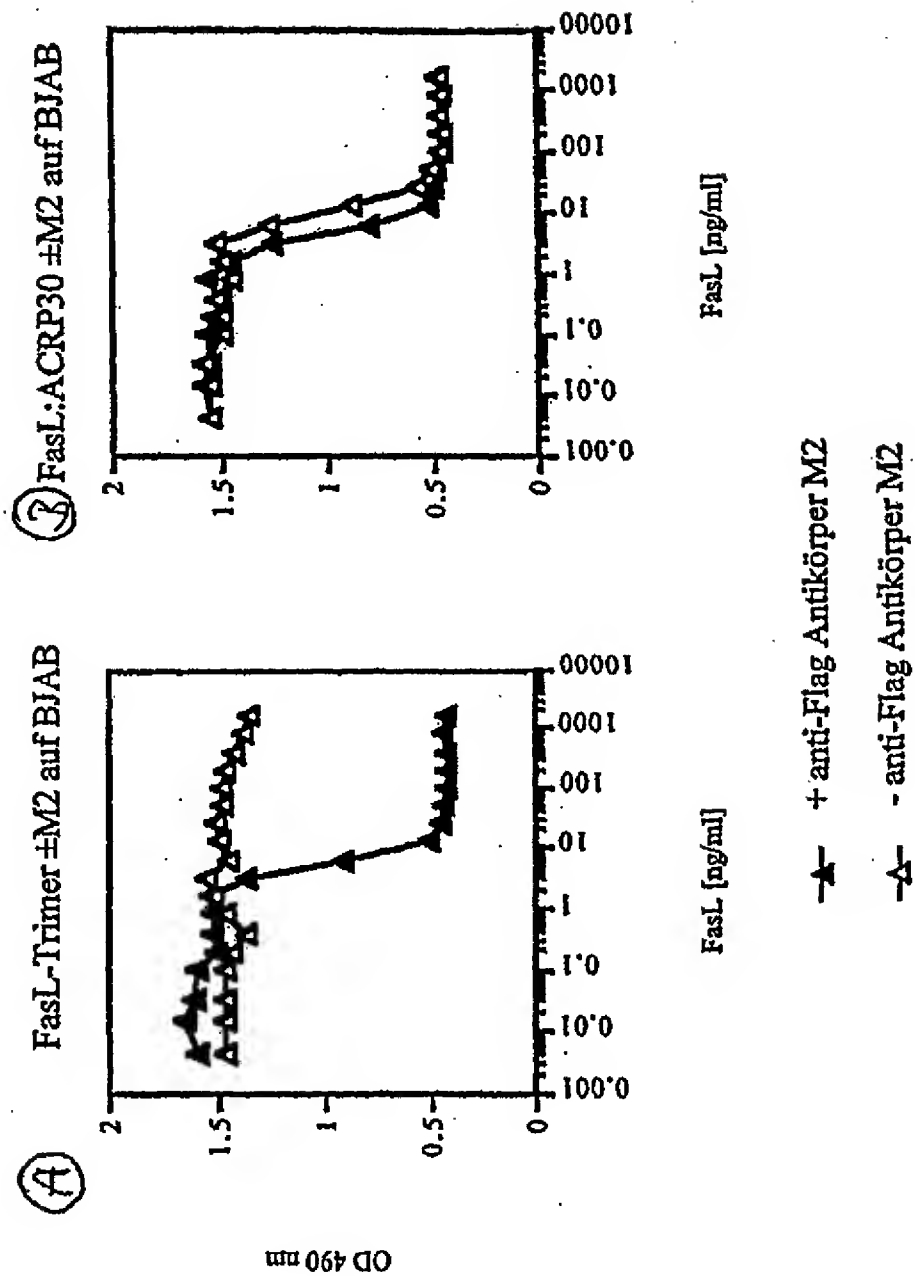 A
FasL-Trimer ±M2 auf BJAB
OD 490 nm
2
1.5
1
0.5
0
0.001
0.01
0.1
1
10
100
1000
10000
FasL [ng/ml]
B
FasL:ACRP30 ±M2 auf BJAB
2
1.5
1
0.5
0
0.001
0.01
0.1
1
10
100
1000
10000
FasL [ng/ml]
+ anti-Flag Antikörper M2
- anti-Flag Antikörper M2